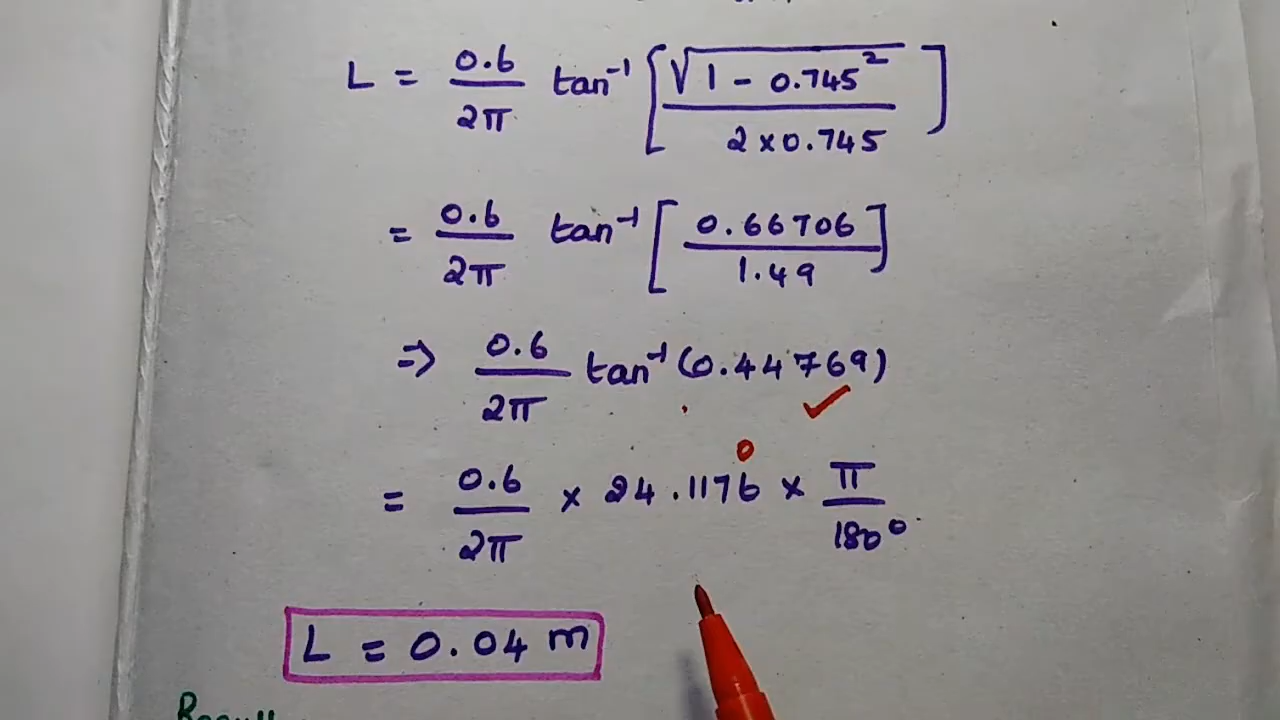 L = 0.6/2π tan⁻¹ [√(1 - 0.745²) / 2 × 0.745]
= 0.6/2π tan⁻¹ [0.66706 / 1.49]
⇒ 0.6/2π tan⁻¹ (0.44769) ✓
= 0.6/2π × 24.1176° × π/180°
L = 0.04 m